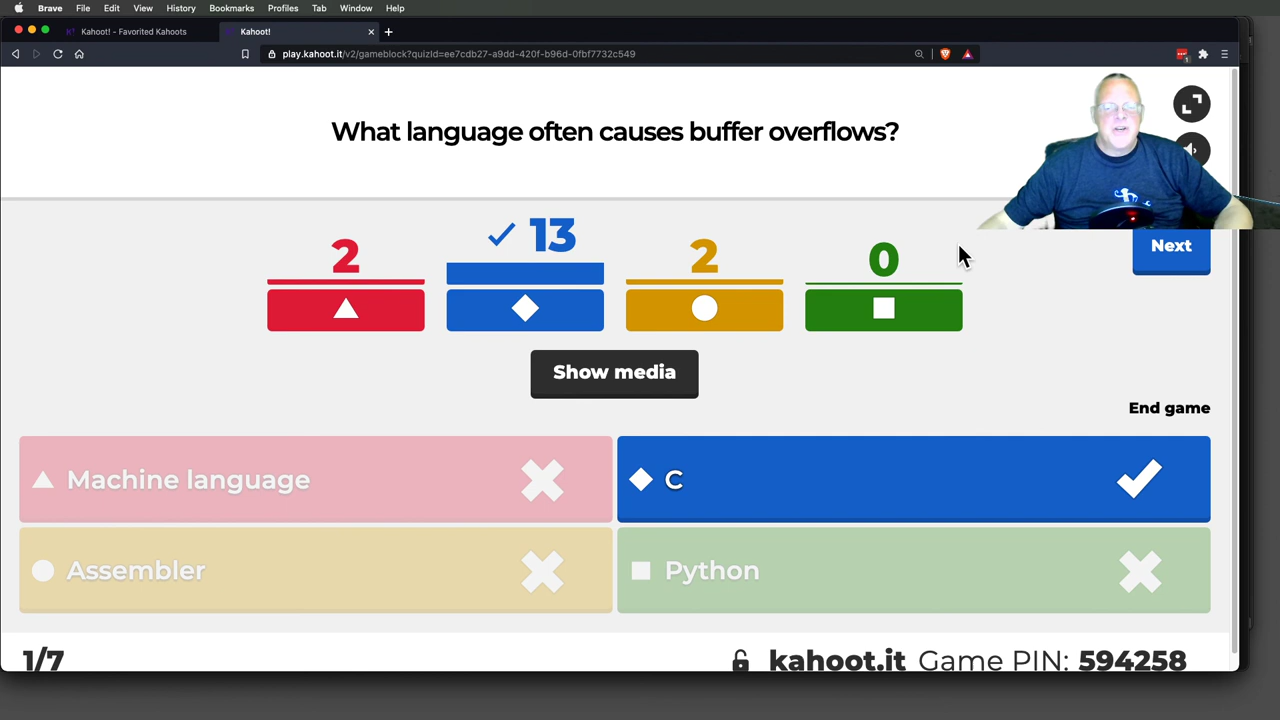 Brave File Edit View History Bookmarks Profiles Tab Window Help
Kahoot! - Favorited Kahoots Kahoot!
play.kahoot.it/v2/gameblock?quizId=ee7cdb27-a9dd-420f-b96d-0fbf7732c549
What language often causes buffer overflows?
2 13 2 0
Next
Show media
End game
Machine language C
Assembler Python
1/7 kahoot.it Game PIN: 594258